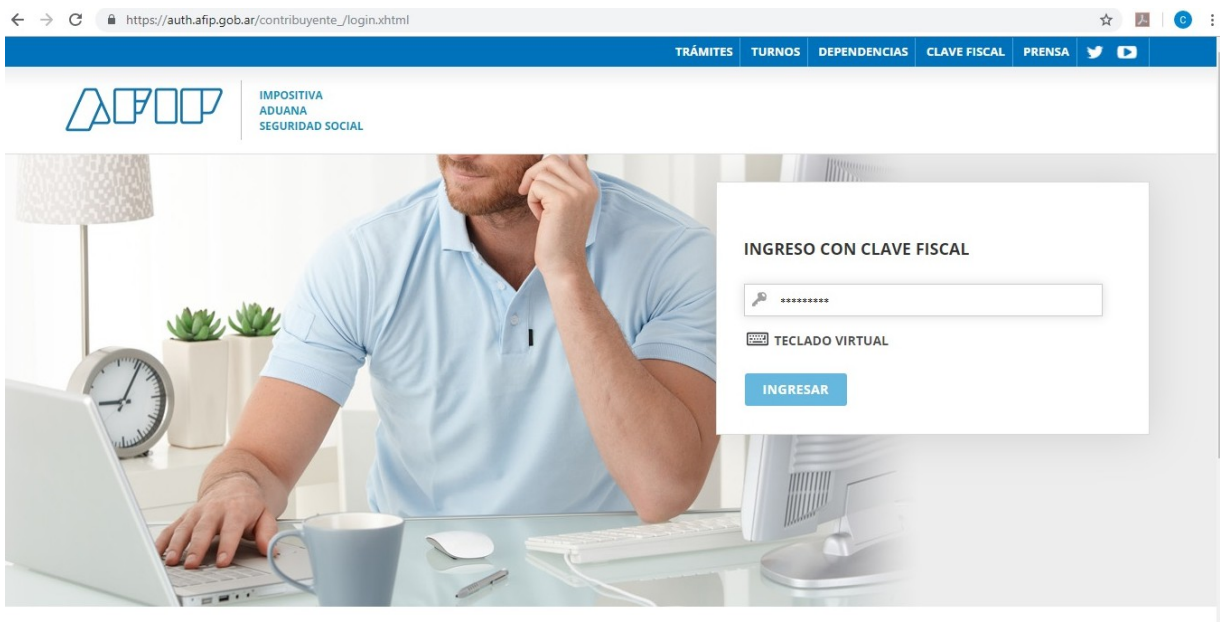 https://auth.afip.gob.ar/contribuyente_/login.xhtml
C
TRÁMITES TURNOS DEPENDENCIAS CLAVE FISCAL PRENSA
AFIP
IMPOSITIVA
ADUANA
SEGURIDAD SOCIAL
INGRESO CON CLAVE FISCAL
*********
TECLADO VIRTUAL
INGRESAR